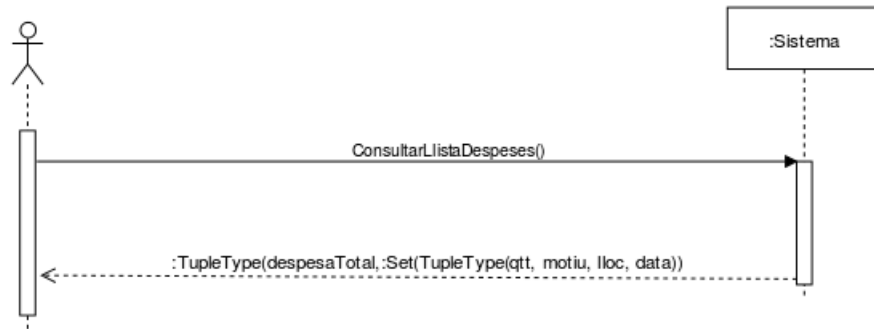 :Sistema
ConsultarLlistaDespeses()
:TupleType(despesaTotal,:Set(TupleType(qtt, motiu, lloc, data))